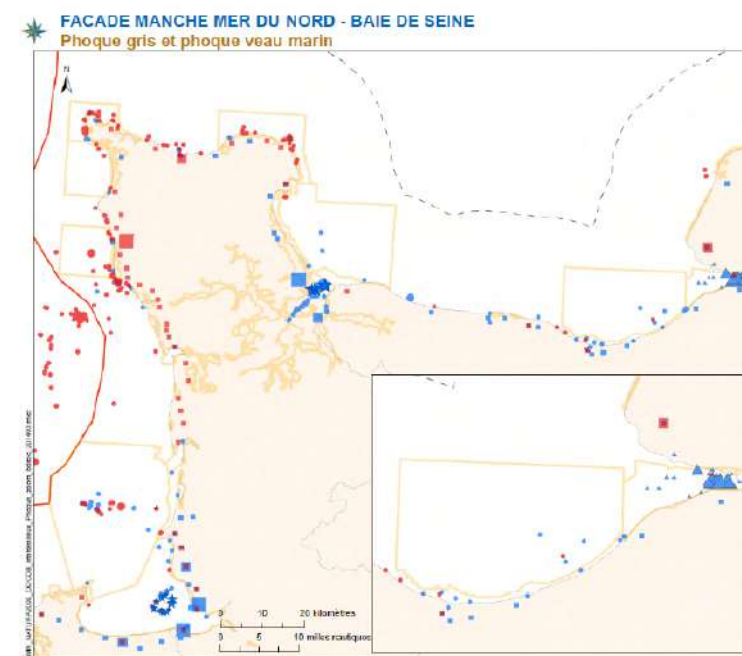 FACADE MANCHE MER DU NORD - BAIE DE SEINE
Phoque gris et phoque veau marin
N
0 10 20 kilomètres
0 5 10 milles nautiques